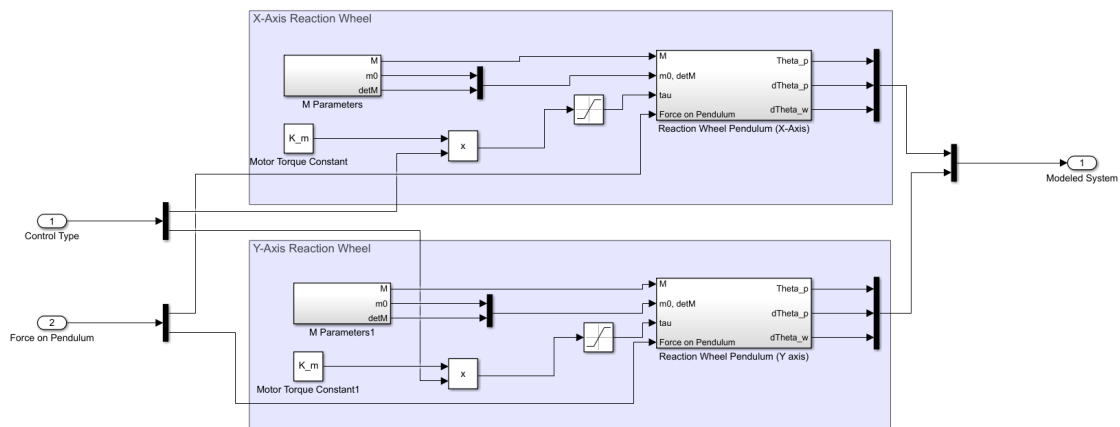 X-Axis Reaction Wheel
M
m0
detM
M Parameters
K_m
Motor Torque Constant
x
M
m0, detM
tau
Force on Pendulum
Theta_p
dTheta_p
dTheta_w
Reaction Wheel Pendulum (X-Axis)
1
Control Type
2
Force on Pendulum
1
Modeled System
Y-Axis Reaction Wheel
M
m0
detM
M Parameters1
K_m
Motor Torque Constant1
x
M
m0, detM
tau
Force on Pendulum
Theta_p
dTheta_p
dTheta_w
Reaction Wheel Pendulum (Y axis)